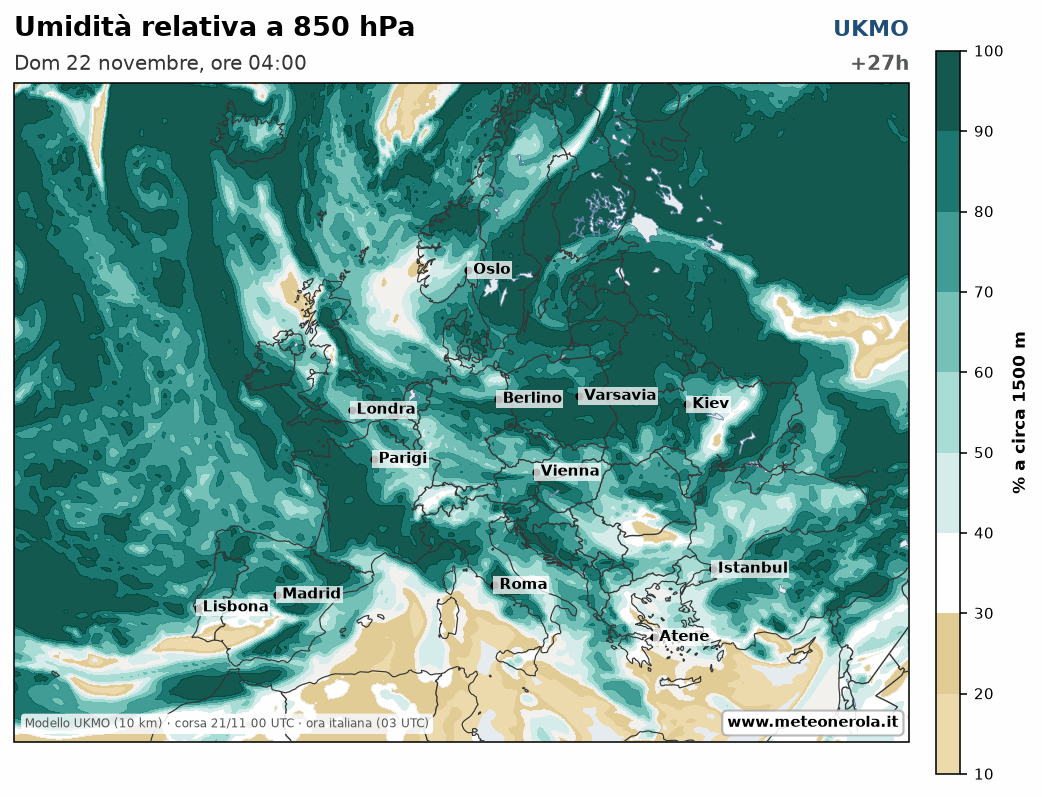 Umidità relativa a 850 hPa
UKMO
Dom 22 novembre, ore 04:00
+27h
100
90
80
70
60
50
40
30
20
10
% a circa 1500 m
Oslo
Berlino
Varsavia
Kiev
Londra
Parigi
Vienna
Istanbul
Roma
Madrid
Lisbona
Atene
Modello UKMO (10 km) · corsa 21/11 00 UTC · ora italiana (03 UTC)
www.meteonerola.it